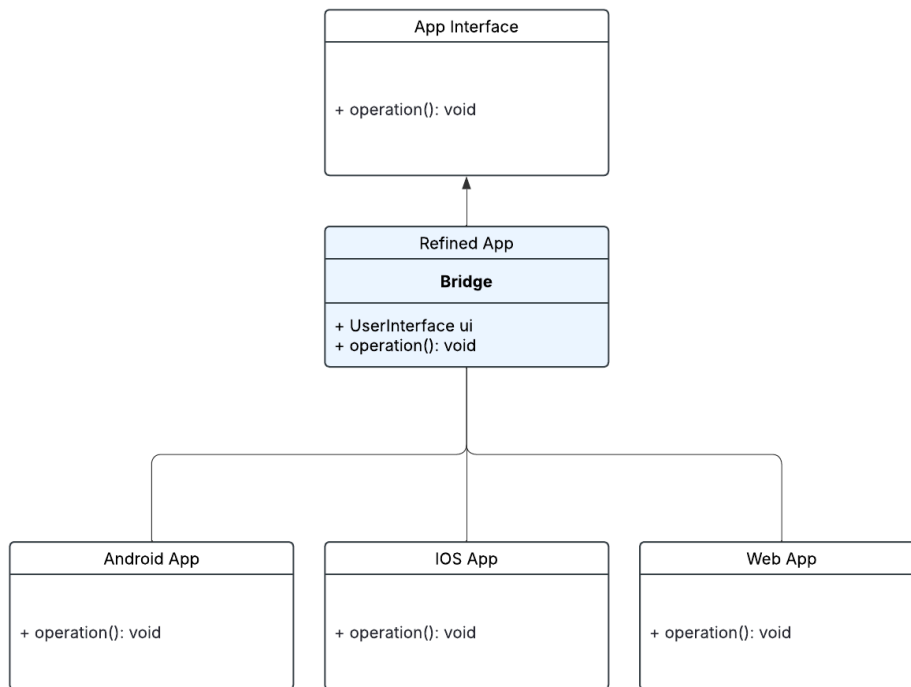 App Interface
+ operation(): void
Refined App
Bridge
+ UserInterface ui
+ operation(): void
Android App
IOS App
Web App
+ operation(): void
+ operation(): void
+ operation(): void